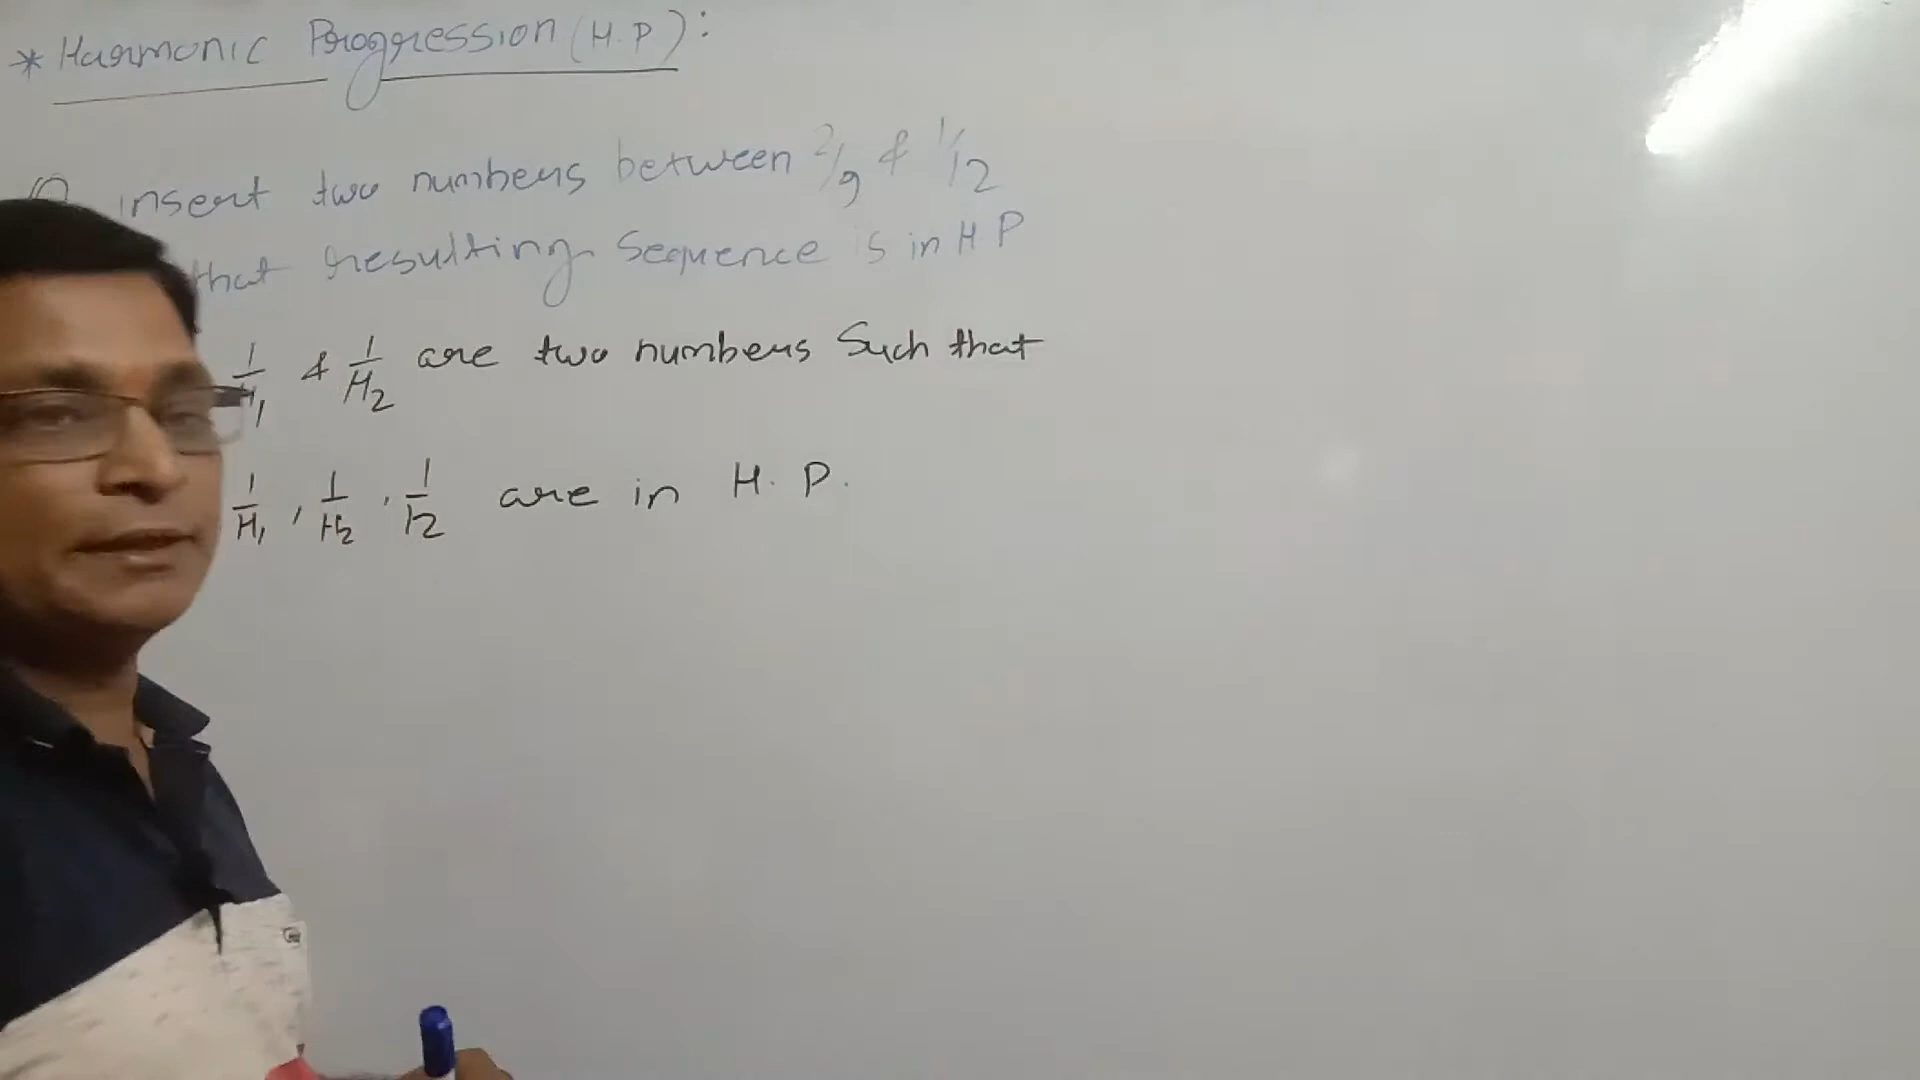 * Harmonic Progression (H.P):
Q insert two numbers between 2/9 & 1/12
that resulting sequence is in H P
1/H₁ & 1/H₂ are two numbers Such that
1/H₁, 1/H₂, 1/12 are in H. P.